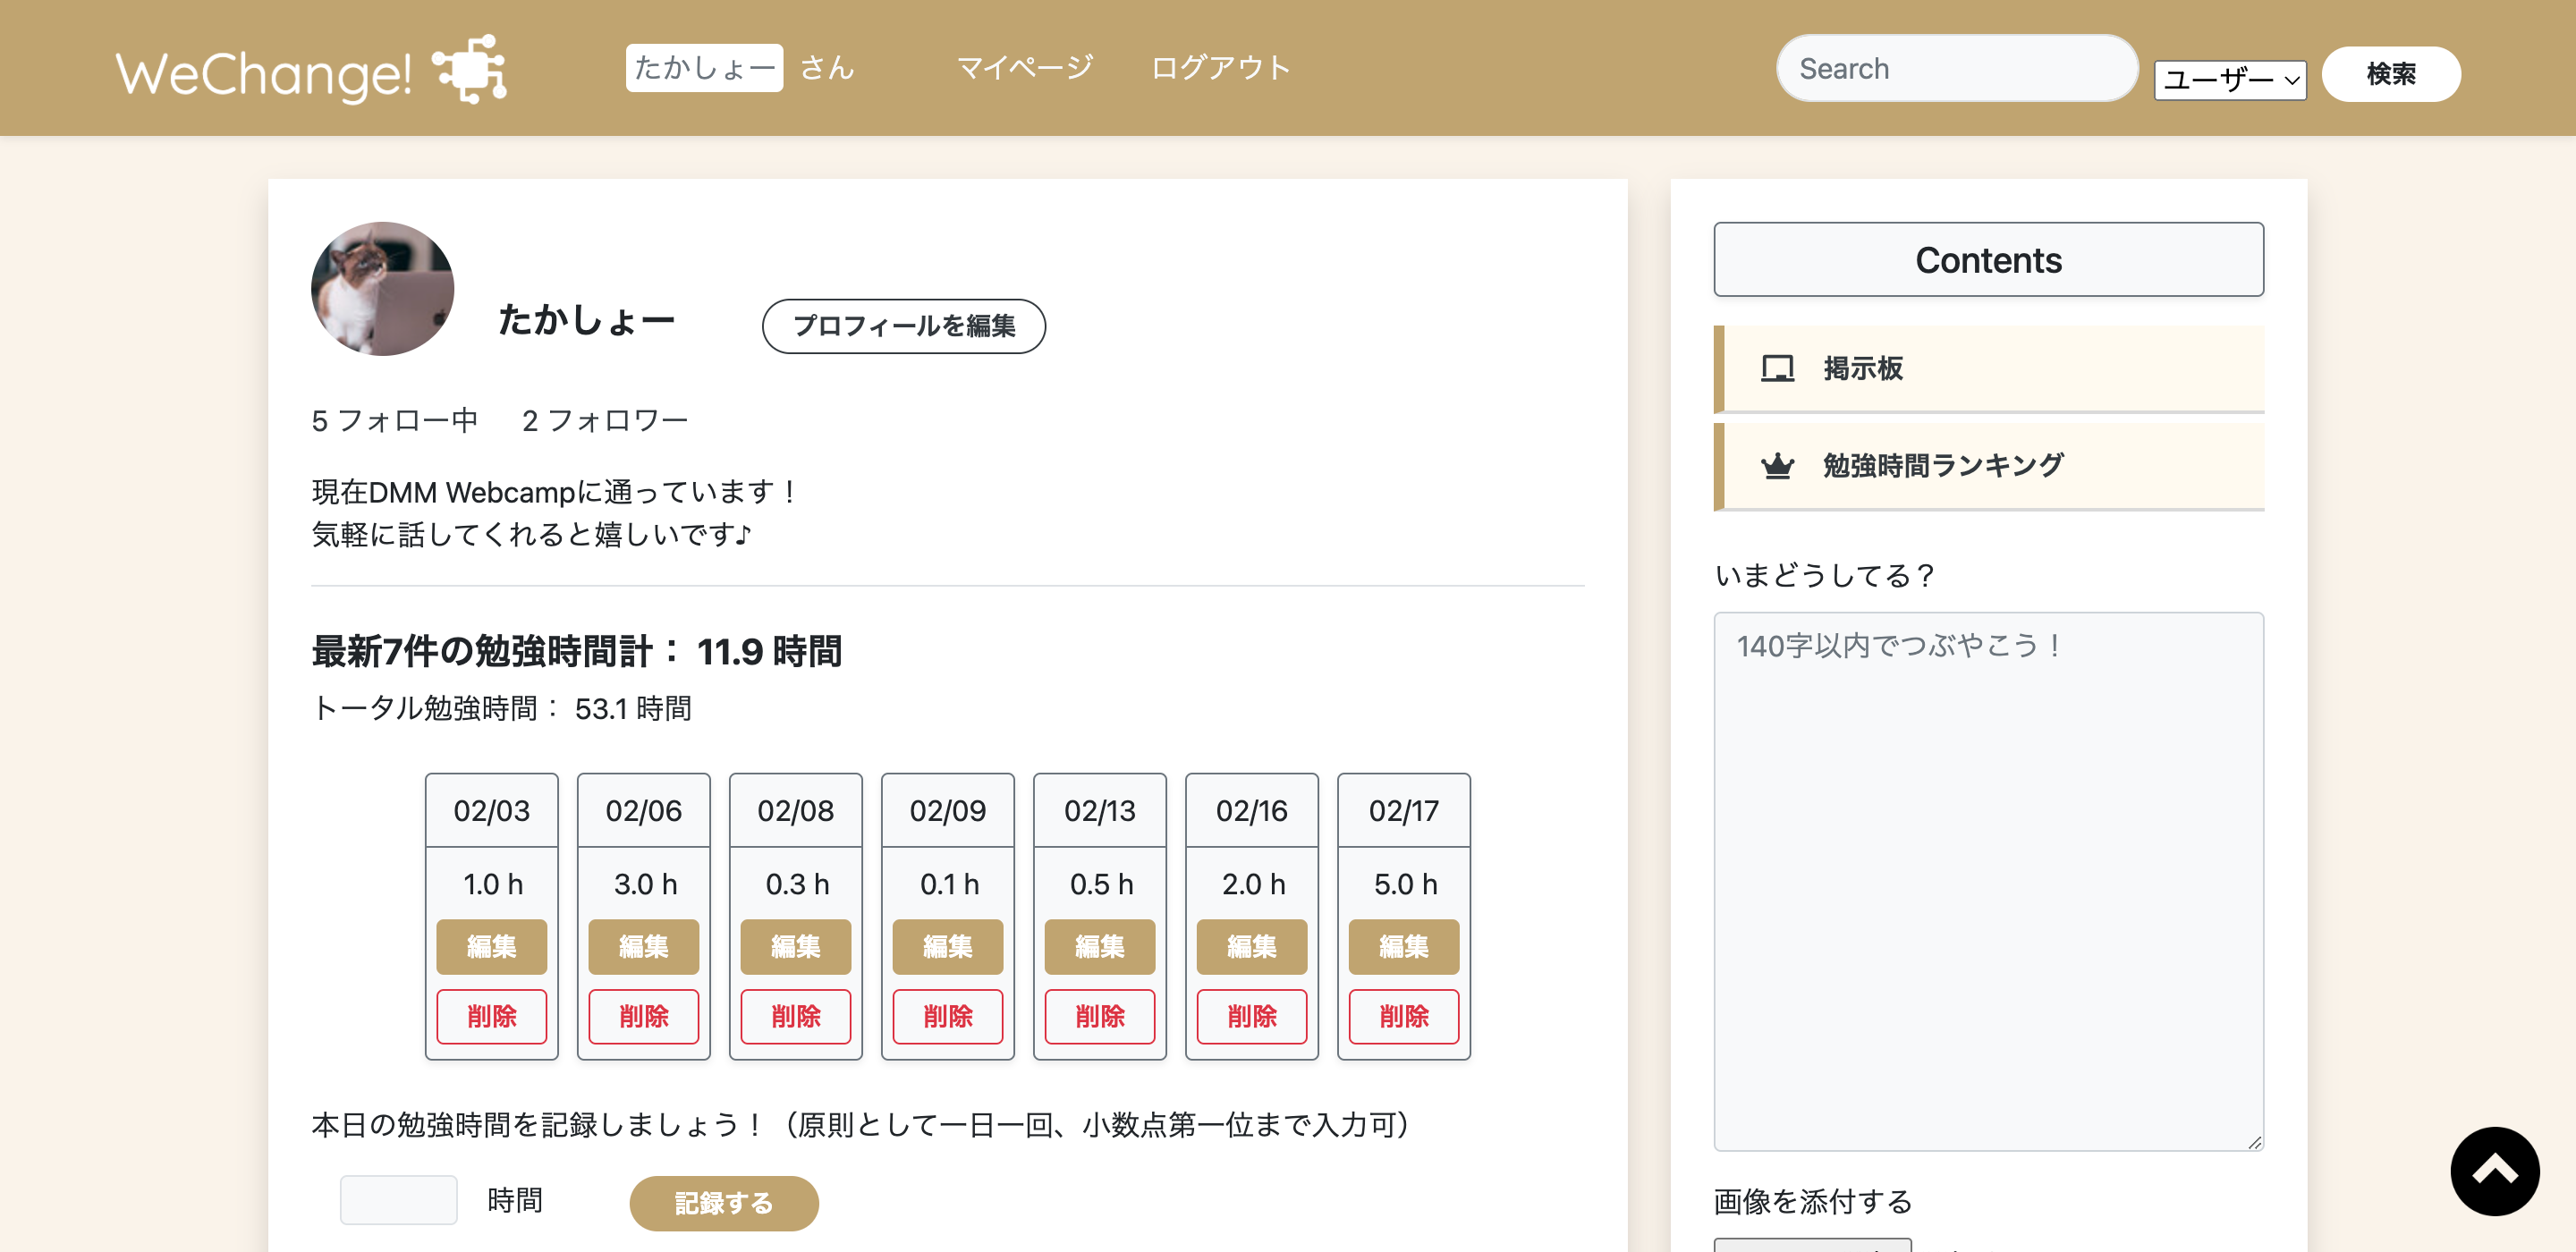 WeChange!
たかしょー さん マイページ ログアウト
Search
ユーザー
検索
たかしょー
プロフィールを編集
5 フォロー中 2 フォロワー
現在DMM Webcampに通っています！
気軽に話してくれると嬉しいです♪
最新7件の勉強時間計： 11.9 時間
トータル勉強時間： 53.1 時間
02/03 02/06 02/08 02/09 02/13 02/16 02/17
1.0 h 3.0 h 0.3 h 0.1 h 0.5 h 2.0 h 5.0 h
編集 編集 編集 編集 編集 編集 編集
削除 削除 削除 削除 削除 削除 削除
本日の勉強時間を記録しましょう！（原則として一日一回、小数点第一位まで入力可）
時間
記録する
Contents
掲示板
勉強時間ランキング
いまどうしてる？
140字以内でつぶやこう！
画像を添付する